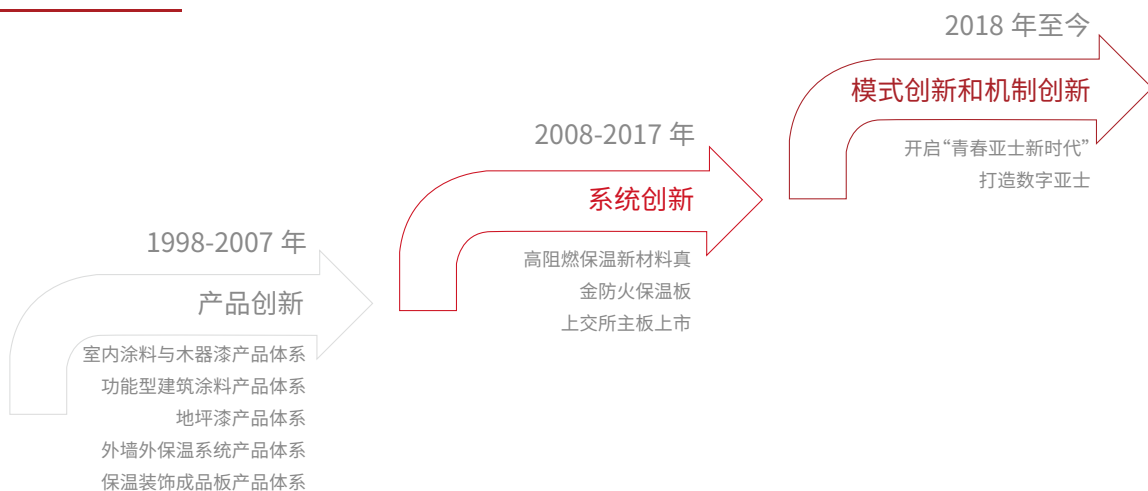 1998-2007 年
产品创新
室内涂料与木器漆产品体系
功能型建筑涂料产品体系
地坪漆产品体系
外墙外保温系统产品体系
保温装饰成品板产品体系
2008-2017 年
系统创新
高阻燃保温新材料真
金防火保温板
上交所主板上市
2018 年至今
模式创新和机制创新
开启“青春亚士新时代”
打造数字亚士